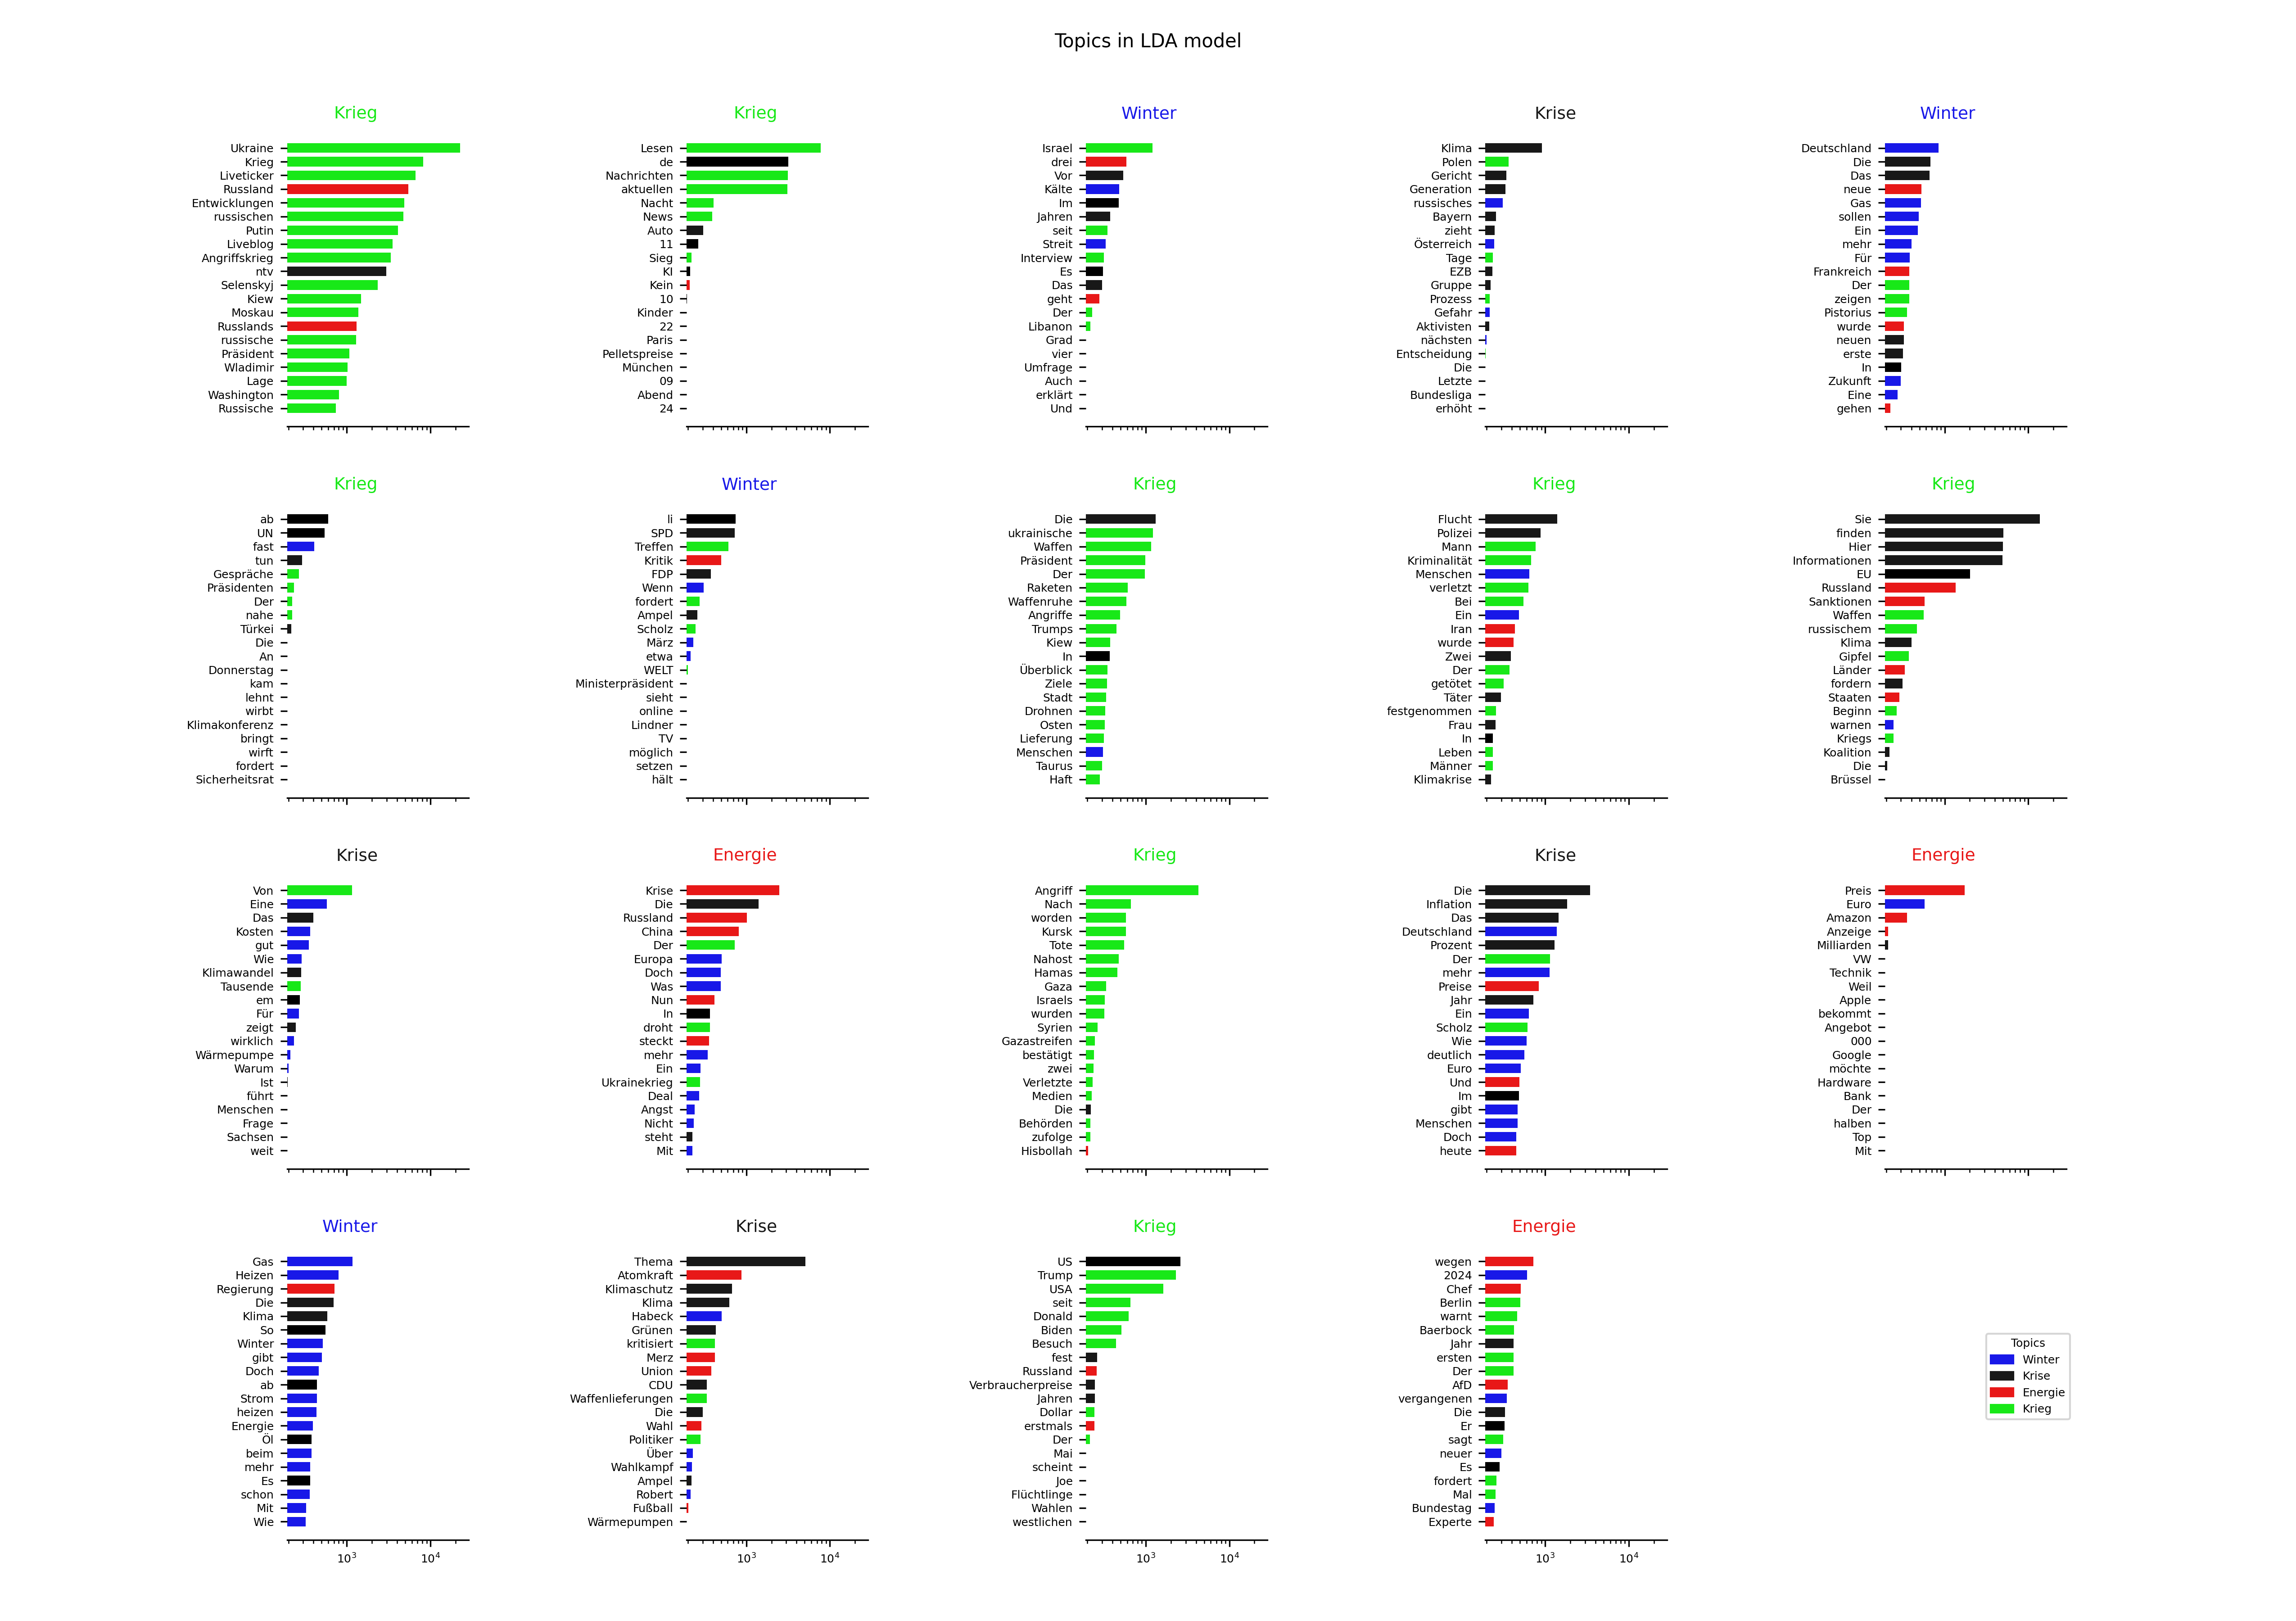 Topics in LDA model
Krieg
Ukraine
Krieg
Liveticker
Russland
Entwicklungen
russischen
Putin
Liveblog
Angriffskrieg
ntv
Selenskyj
Kiew
Moskau
Russlands
russische
Präsident
Wladimir
Lage
Washington
Russische
Krieg
Lesen
de
Nachrichten
aktuellen
Nacht
News
Auto
11
Sieg
KI
Kein
10
Kinder
22
Paris
Pelletspreise
München
09
Abend
24
Winter
Israel
drei
Vor
Kälte
Im
Jahren
seit
Streit
Interview
Es
Das
geht
Der
Libanon
Grad
vier
Umfrage
Auch
erklärt
Und
Krise
Klima
Polen
Gericht
Generation
russisches
Bayern
zieht
Österreich
Tage
EZB
Gruppe
Prozess
Gefahr
Aktivisten
nächsten
Entscheidung
Die
Letzte
Bundesliga
erhöht
Winter
Deutschland
Die
Das
neue
Gas
sollen
Ein
mehr
Für
Frankreich
Der
zeigen
Pistorius
wurde
neuen
erste
In
Zukunft
Eine
gehen
Krieg
ab
UN
fast
tun
Gespräche
Präsidenten
Der
nahe
Türkei
Die
An
Donnerstag
kam
lehnt
wirbt
Klimakonferenz
bringt
wirft
fordert
Sicherheitsrat
Winter
li
SPD
Treffen
Kritik
FDP
Wenn
fordert
Ampel
Scholz
März
etwa
WELT
Ministerpräsident
sieht
online
Lindner
TV
möglich
setzen
hält
Krieg
Die
ukrainische
Waffen
Präsident
Der
Raketen
Waffenruhe
Angriffe
Trumps
Kiew
In
Überblick
Ziele
Stadt
Drohnen
Osten
Lieferung
Menschen
Taurus
Haft
Krieg
Flucht
Polizei
Mann
Kriminalität
Menschen
verletzt
Bei
Ein
Iran
wurde
Zwei
Der
getötet
Täter
festgenommen
Frau
In
Leben
Männer
Klimakrise
Krieg
Sie
finden
Hier
Informationen
EU
Russland
Sanktionen
Waffen
russischem
Klima
Gipfel
Länder
fordern
Staaten
Beginn
warnen
Kriegs
Koalition
Die
Brüssel
Krise
Von
Eine
Das
Kosten
gut
Wie
Klimawandel
Tausende
em
Für
zeigt
wirklich
Wärmepumpe
Warum
Ist
führt
Menschen
Frage
Sachsen
weit
Energie
Krise
Die
Russland
China
Der
Europa
Doch
Was
Nun
In
droht
steckt
mehr
Ein
Ukrainekrieg
Deal
Angst
Nicht
steht
Mit
Krieg
Angriff
Nach
worden
Kursk
Tote
Nahost
Hamas
Gaza
Israels
wurden
Syrien
Gazastreifen
bestätigt
zwei
Verletzte
Medien
Die
Behörden
zufolge
Hisbollah
Krise
Die
Inflation
Das
Deutschland
Prozent
Der
mehr
Preise
Jahr
Ein
Scholz
Wie
deutlich
Euro
Und
Im
gibt
Menschen
Doch
heute
Energie
Preis
Euro
Amazon
Anzeige
Milliarden
VW
Technik
Weil
Apple
bekommt
Angebot
000
Google
möchte
Hardware
Bank
Der
halben
Top
Mit
Winter
Gas
Heizen
Regierung
Die
Klima
So
Winter
gibt
Doch
ab
Strom
heizen
Energie
Öl
beim
mehr
Es
schon
Mit
Wie
10³ 10⁴
Krise
Thema
Atomkraft
Klimaschutz
Klima
Habeck
Grünen
kritisiert
Merz
Union
CDU
Waffenlieferungen
Die
Wahl
Politiker
Über
Wahlkampf
Ampel
Robert
Fußball
Wärmepumpen
10³ 10⁴
Krieg
US
Trump
USA
seit
Donald
Biden
Besuch
fest
Russland
Verbraucherpreise
Jahren
Dollar
erstmals
Der
Mai
scheint
Joe
Flüchtlinge
Wahlen
westlichen
10³ 10⁴
Energie
wegen
2024
Chef
Berlin
warnt
Baerbock
Jahr
ersten
Der
AfD
vergangenen
Die
Er
sagt
neuer
Es
fordert
Mal
Bundestag
Experte
10³ 10⁴
Topics
Winter
Krise
Energie
Krieg